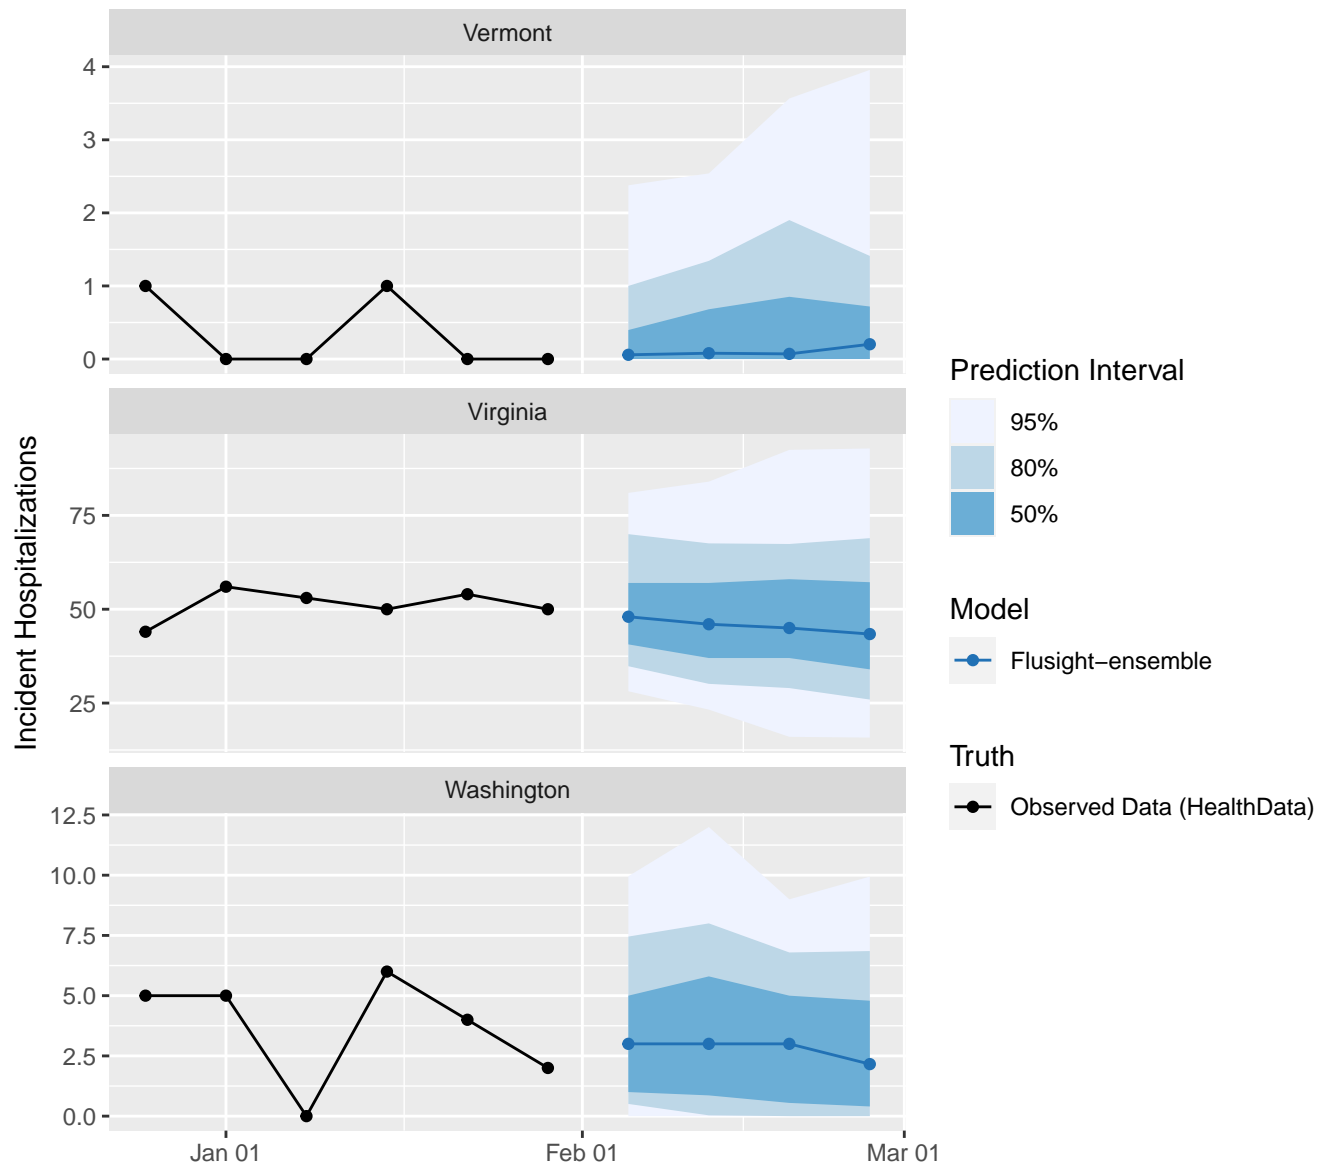 Vermont
4
3
2
1
0
Virginia
75
50
25
Washington
12.5
10.0
7.5
5.0
2.5
0.0
Jan 01
Feb 01
Mar 01
Incident Hospitalizations
Prediction Interval
95%
80%
50%
Model
Flusight−ensemble
Truth
Observed Data (HealthData)